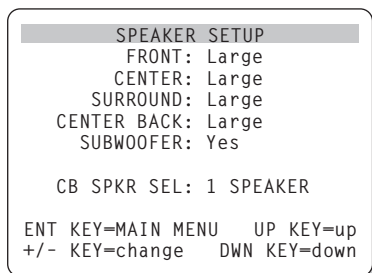 SPEAKER SETUP
FRONT: Large
CENTER: Large
SURROUND: Large
CENTER BACK: Large
SUBWOOFER: Yes
CB SPKR SEL: 1 SPEAKER
ENT KEY=MAIN MENU UP KEY=up
+/- KEY=change DWN KEY=down